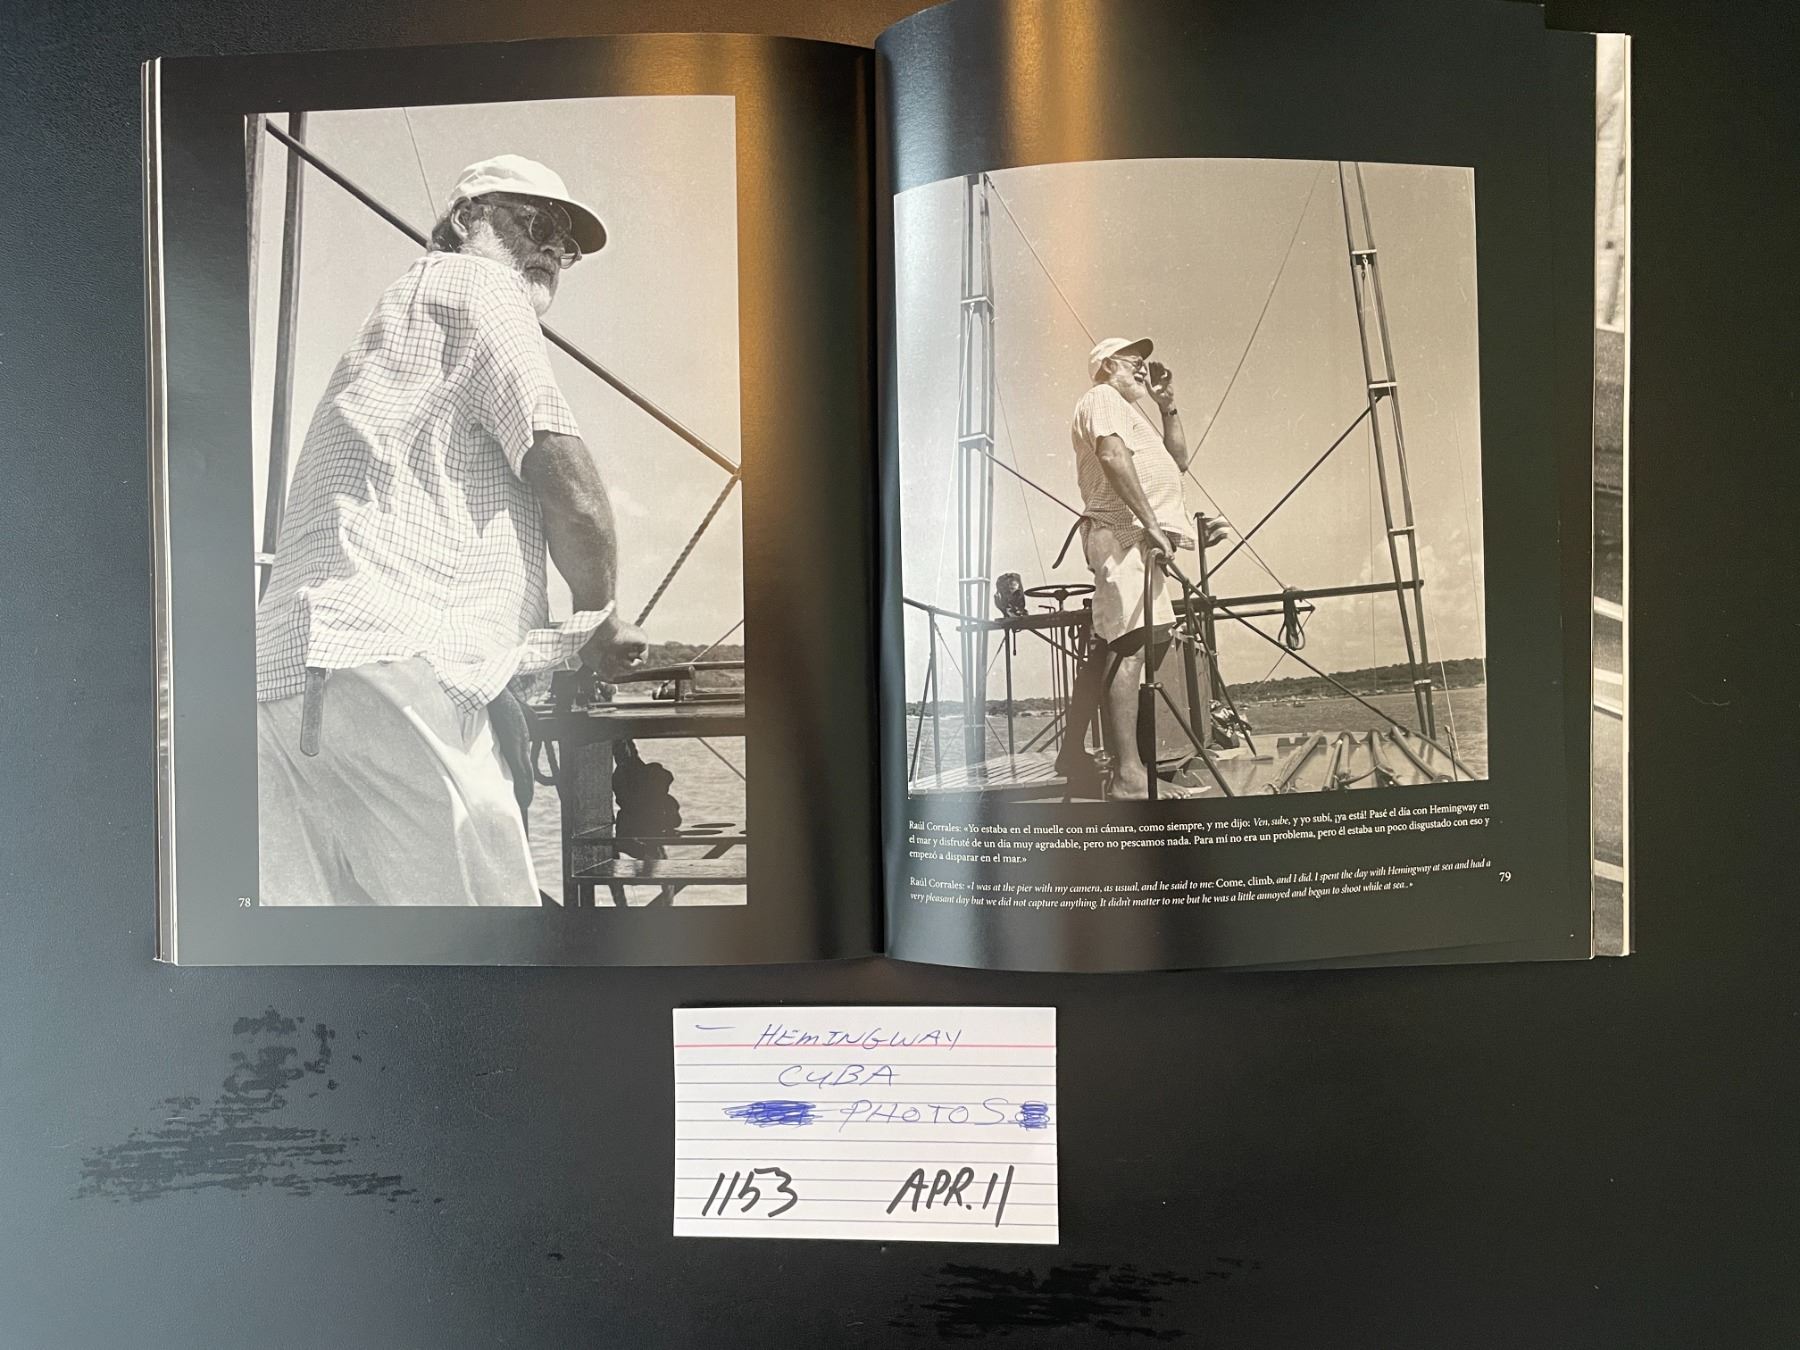 78
Raúl Corrales: «Yo estaba en el muelle con mi cámara, como siempre, y me dijo: Ven, sube, y yo subí, ¡ya está! Pasé el día con Hemingway en
el mar y disfruté de un día muy agradable, pero no pescamos nada. Para mí no era un problema, pero él estaba un poco disgustado con eso y
empezó a disparar en el mar.»
Raúl Corrales: «I was at the pier with my camera, as usual, and he said to me: Come, climb, and I did. I spent the day with Hemingway at sea and had a
very pleasant day but we did not capture anything. It didn't matter to me but he was a little annoyed and began to shoot while at sea..»
79
— HEMINGWAY
CUBA
PHOTOS
1153 APR. 11